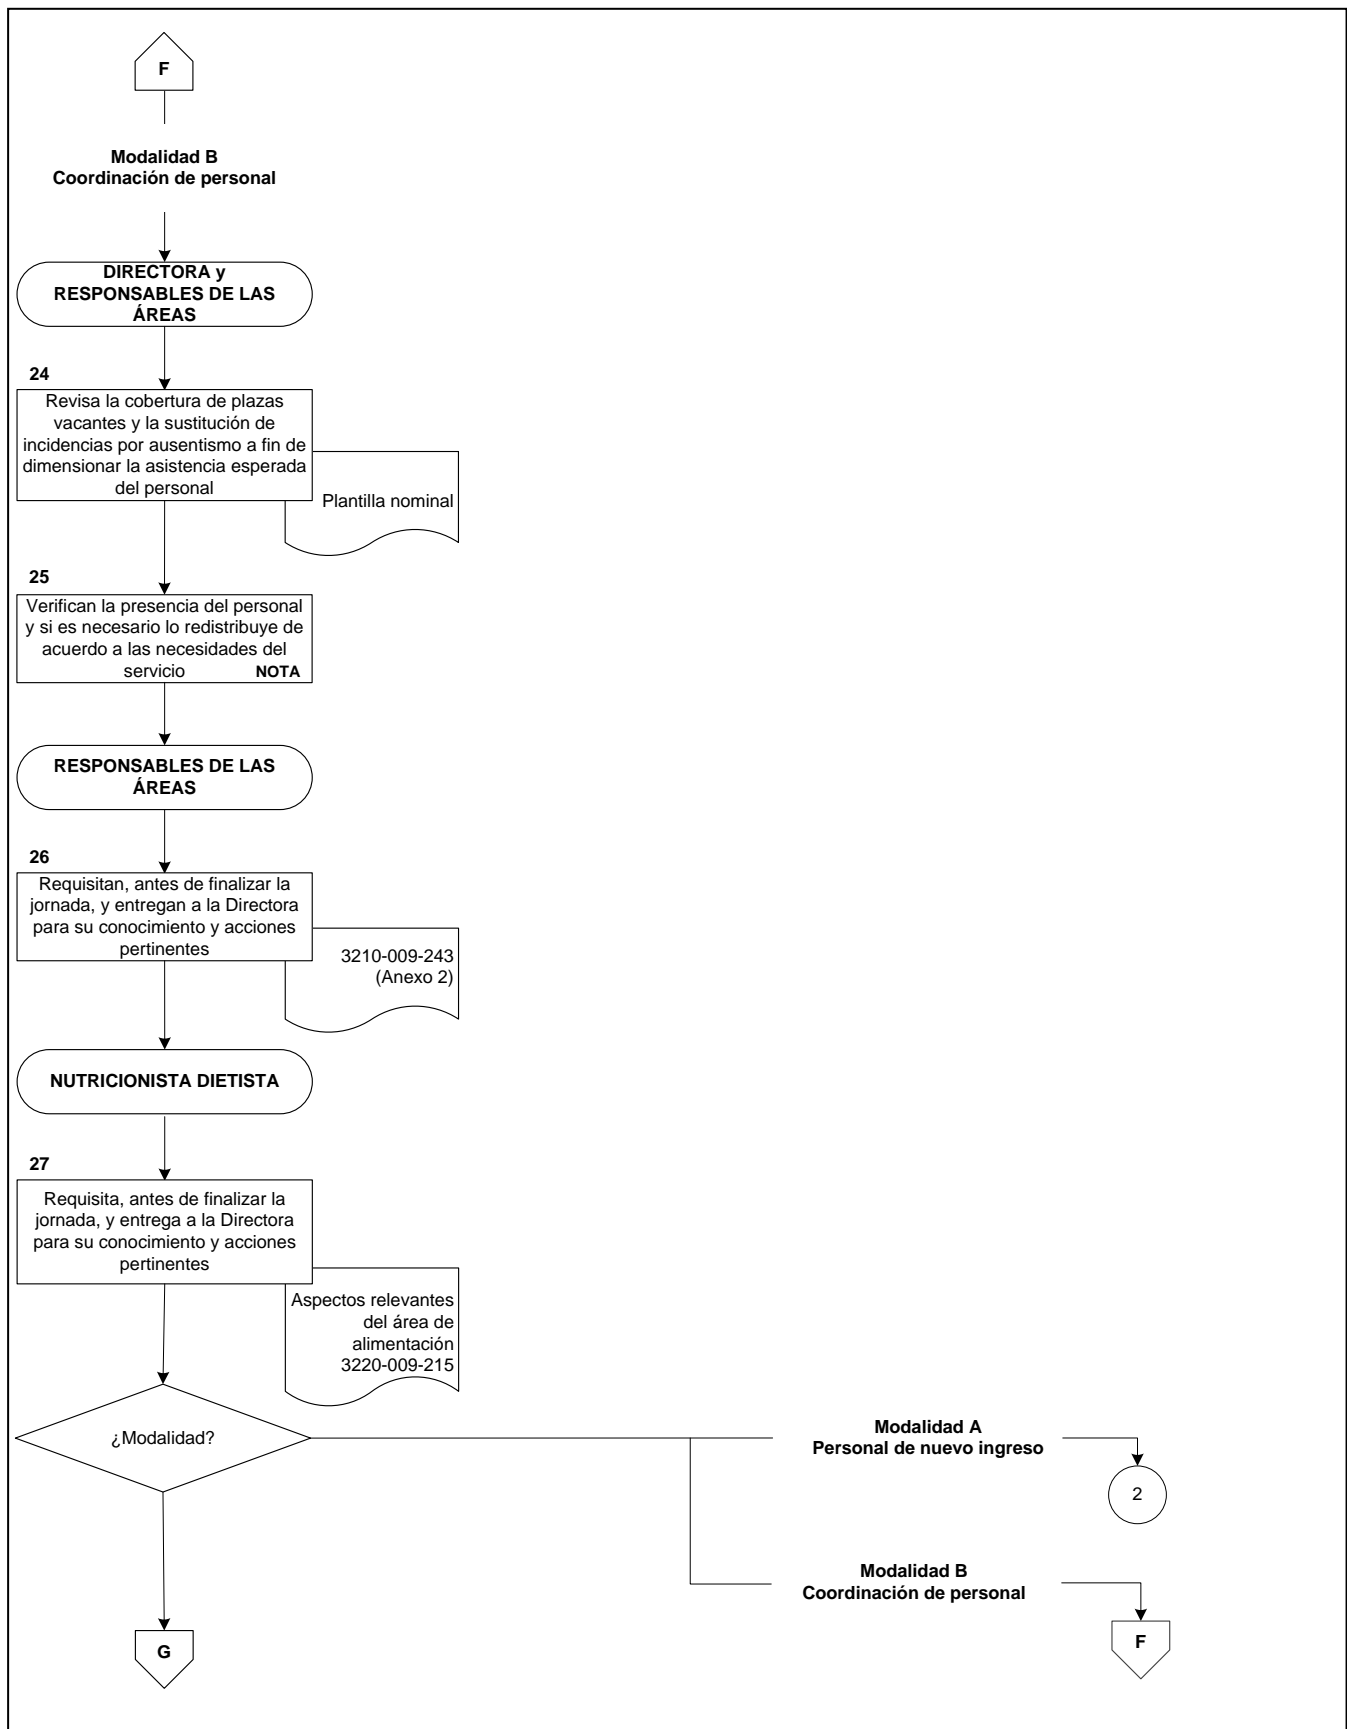 F
Modalidad B
Coordinación de personal
DIRECTORA y
RESPONSABLES DE LAS
ÁREAS
24
Revisa la cobertura de plazas
vacantes y la sustitución de
incidencias por ausentismo a fin de
dimensionar la asistencia esperada
del personal
Plantilla nominal
25
Verifican la presencia del personal
y si es necesario lo redistribuye de
acuerdo a las necesidades del
servicio NOTA
RESPONSABLES DE LAS
ÁREAS
26
Requisitan, antes de finalizar la
jornada, y entregan a la Directora
para su conocimiento y acciones
pertinentes
3210-009-243
(Anexo 2)
NUTRICIONISTA DIETISTA
27
Requisita, antes de finalizar la
jornada, y entrega a la Directora
para su conocimiento y acciones
pertinentes
Aspectos relevantes
del área de
alimentación
3220-009-215
¿Modalidad?
Modalidad A
Personal de nuevo ingreso
2
Modalidad B
Coordinación de personal
F
G